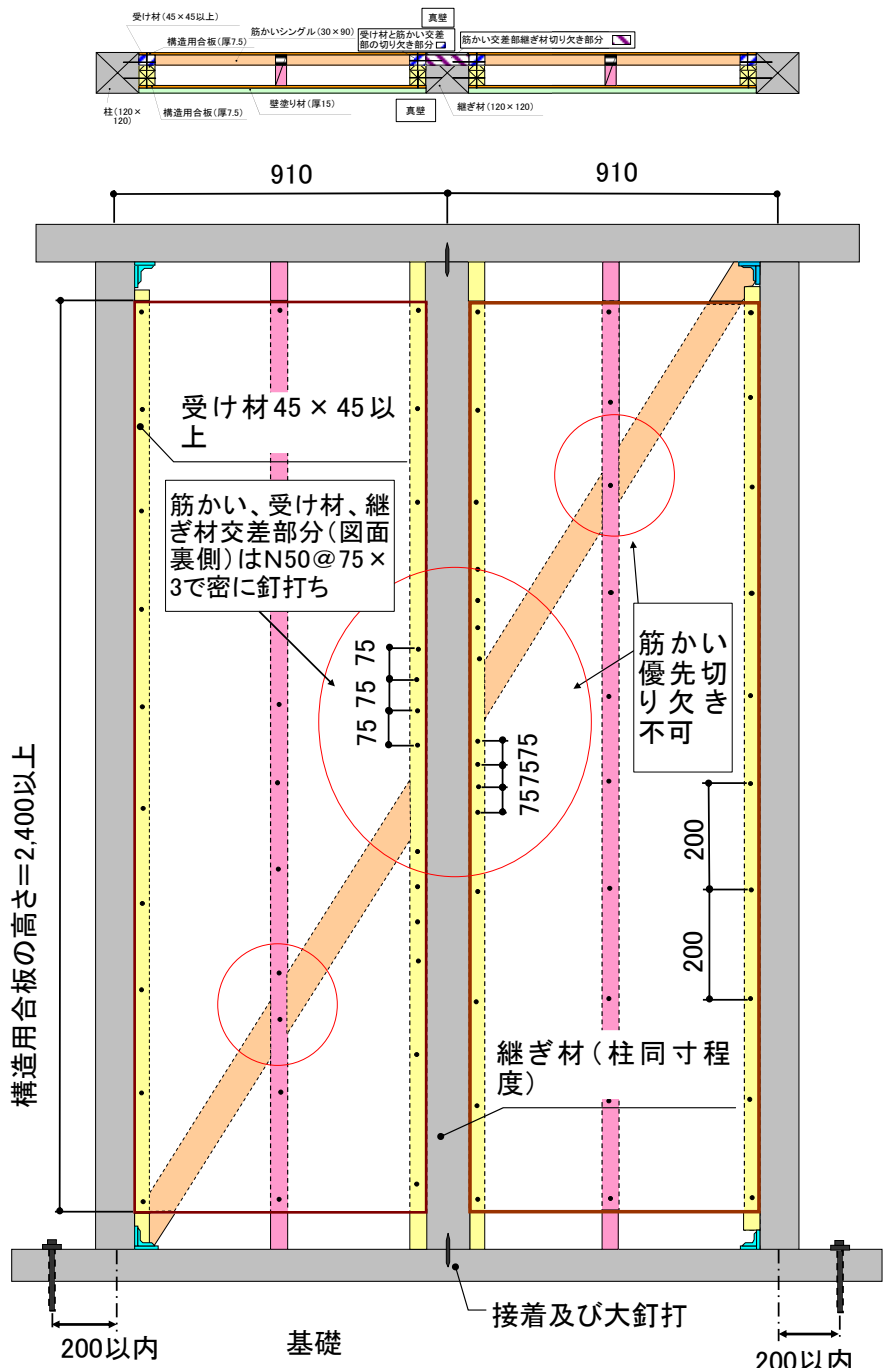 受け材(45×45以上)
構造用合板(厚7.5)
筋かいシングル(30×90)
真壁
受け材と筋かい交差
部の切り欠き部分
筋かい交差部継ぎ材切り欠き部分
柱(120×
120)
構造用合板(厚7.5)
壁塗り材(厚15)
真壁
継ぎ材(120×120)
910
910
受け材45×45以
上
筋かい、受け材、継
ぎ材交差部分(図面
裏側)はN50@75×
3で密に釘打ち
筋かい
優先切
り欠き
不可
75
75
75
75
75
75
200
200
構造用合板の高さ=2,400以上
継ぎ材(柱同寸程
度)
接着及び大釘打
200以内
基礎
200以内